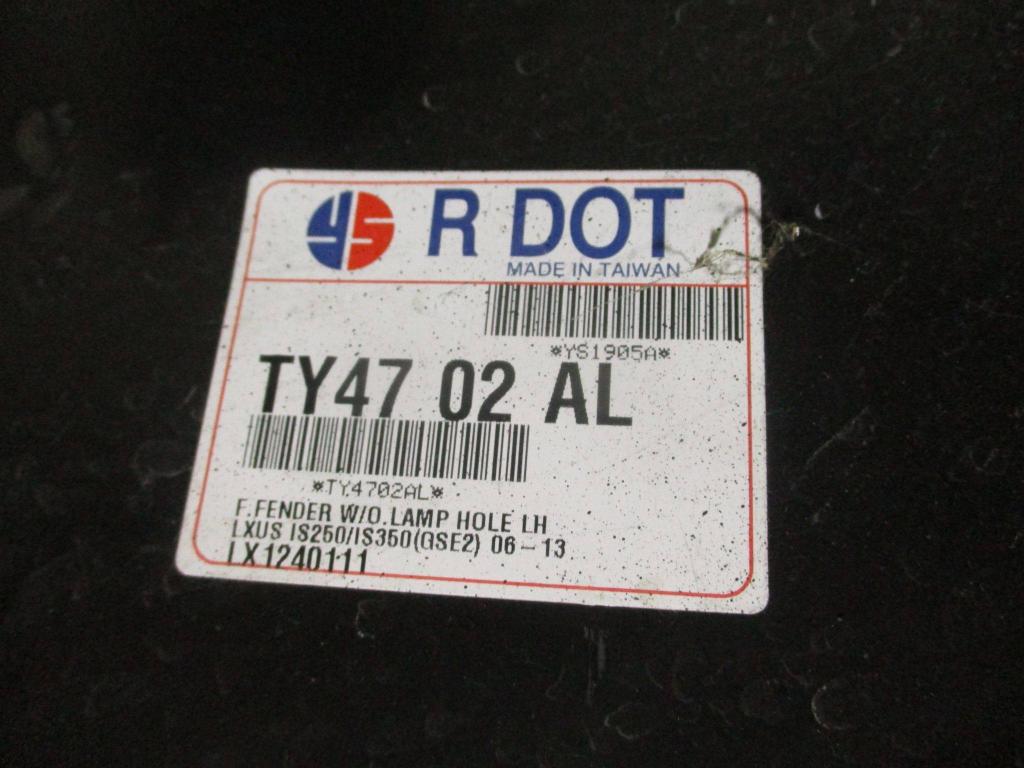 YS R DOT
MADE IN TAIWAN
*YS1905A*
TY47 02 AL
*TY4702AL*
F.FENDER W/O.LAMP HOLE LH
LXUS IS250/IS350(GSE2) 06-13
LX1240111